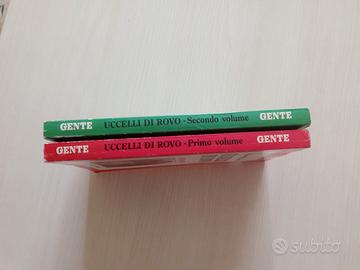 GENTE UCCELLI DI ROVO - Secondo volume GENTE
GENTE UCCELLI DI ROVO - Primo volume GENTE
subito